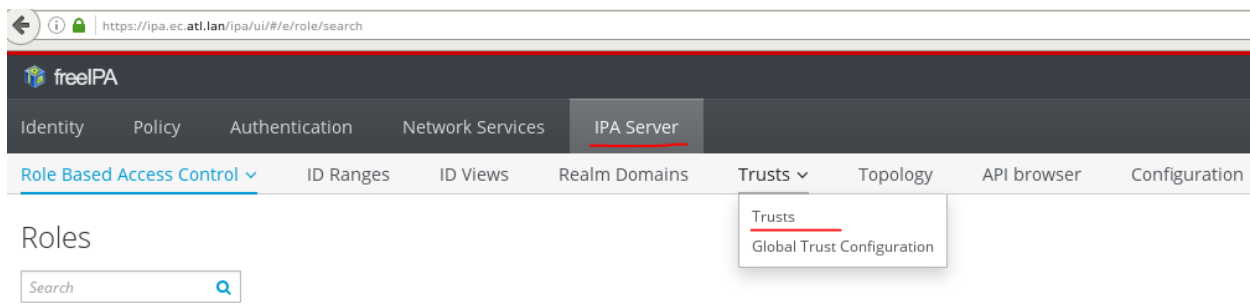 https://ipa.ec.atl.lan/ipa/ui/#/e/role/search
freeIPA
Identity Policy Authentication Network Services IPA Server
Role Based Access Control ID Ranges ID Views Realm Domains Trusts Topology API browser Configuration
Trusts
Global Trust Configuration
Roles
Search